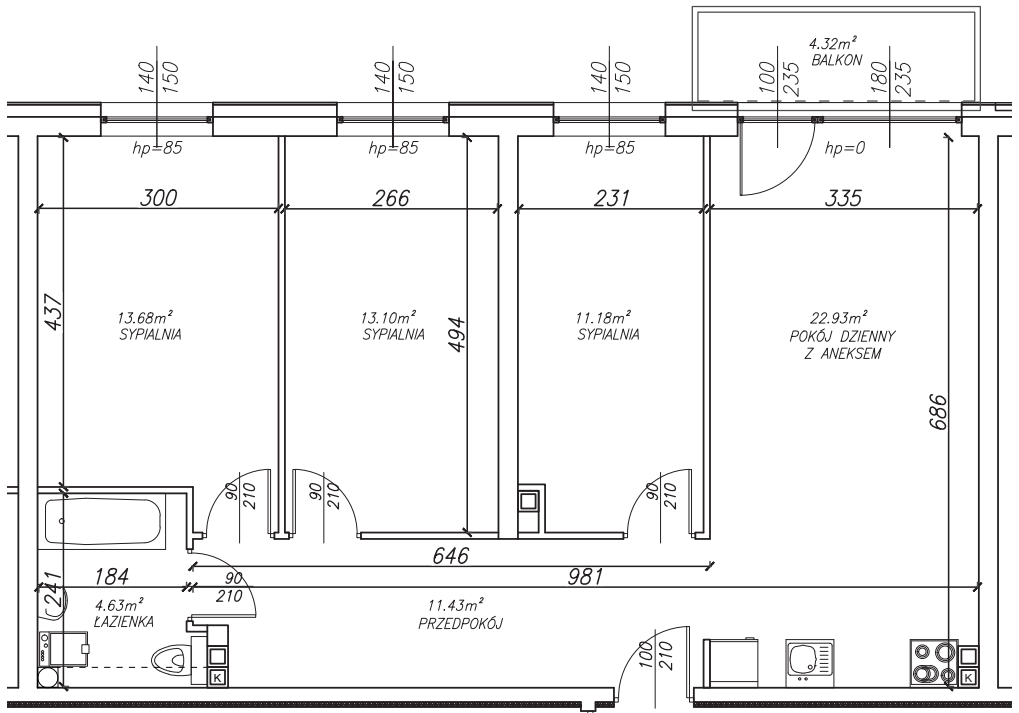 4.32m²
BALKON
140
150
140
150
140
150
100
235
180
235
hp=85
hp=85
hp=85
hp=0
300
266
231
335
437
13.68m²
SYPIALNIA
13.10m²
SYPIALNIA
494
11.18m²
SYPIALNIA
22.93m²
POKÓJ DZIENNY
Z ANEKSEM
686
90
210
90
210
90
210
646
241
184
90
210
981
4.63m²
ŁAZIENKA
11.43m²
PRZEDPOKÓJ
100
210
K
K